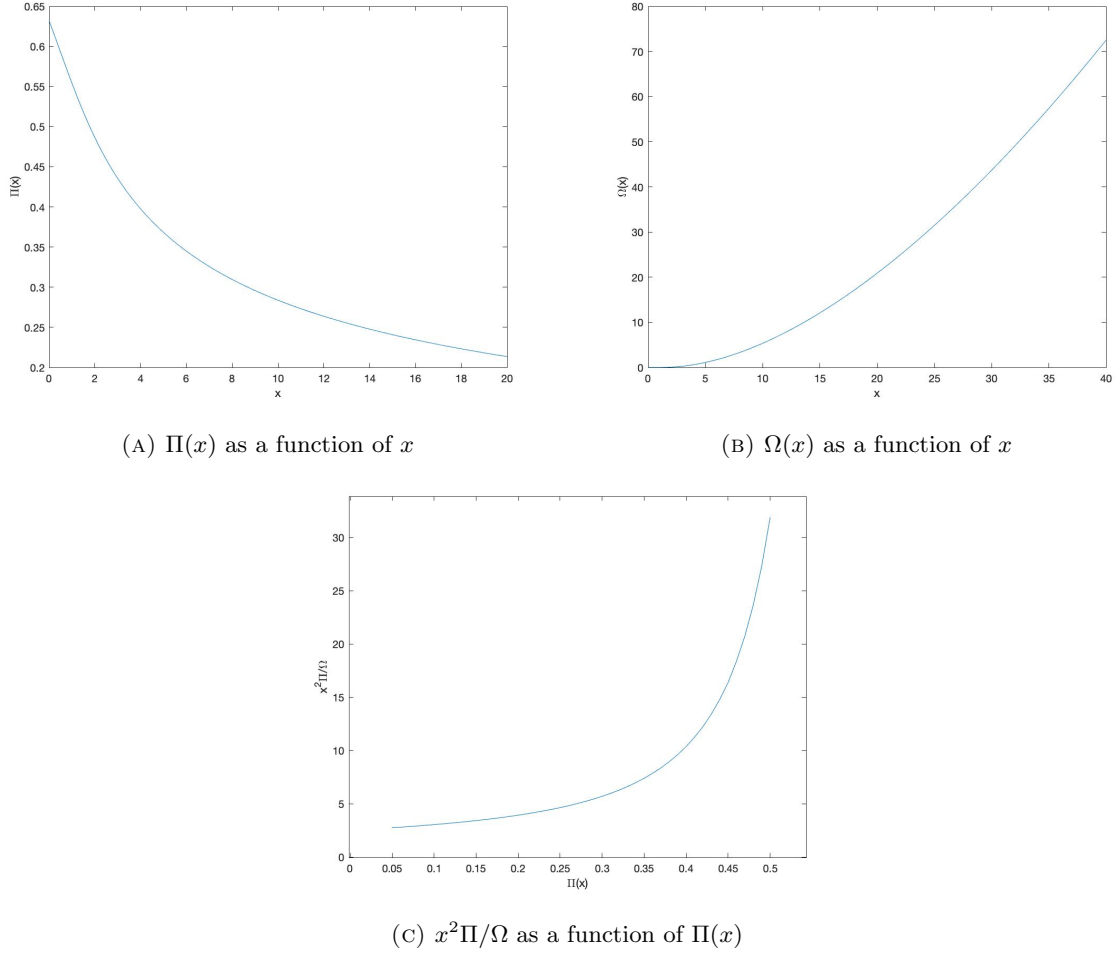 0.65
0.6
0.55
0.5
0.45
0.4
0.35
0.3
0.25
0.2
Π(x)
0 2 4 6 8 10 12 14 16 18 20
x
(A) Π(x) as a function of x
80
70
60
50
40
30
20
10
0
Ω(x)
0 5 10 15 20 25 30 35 40
x
(B) Ω(x) as a function of x
30
25
20
15
10
5
0
x²Π/Ω
0 0.05 0.1 0.15 0.2 0.25 0.3 0.35 0.4 0.45 0.5
Π(x)
(C) x²Π/Ω as a function of Π(x)